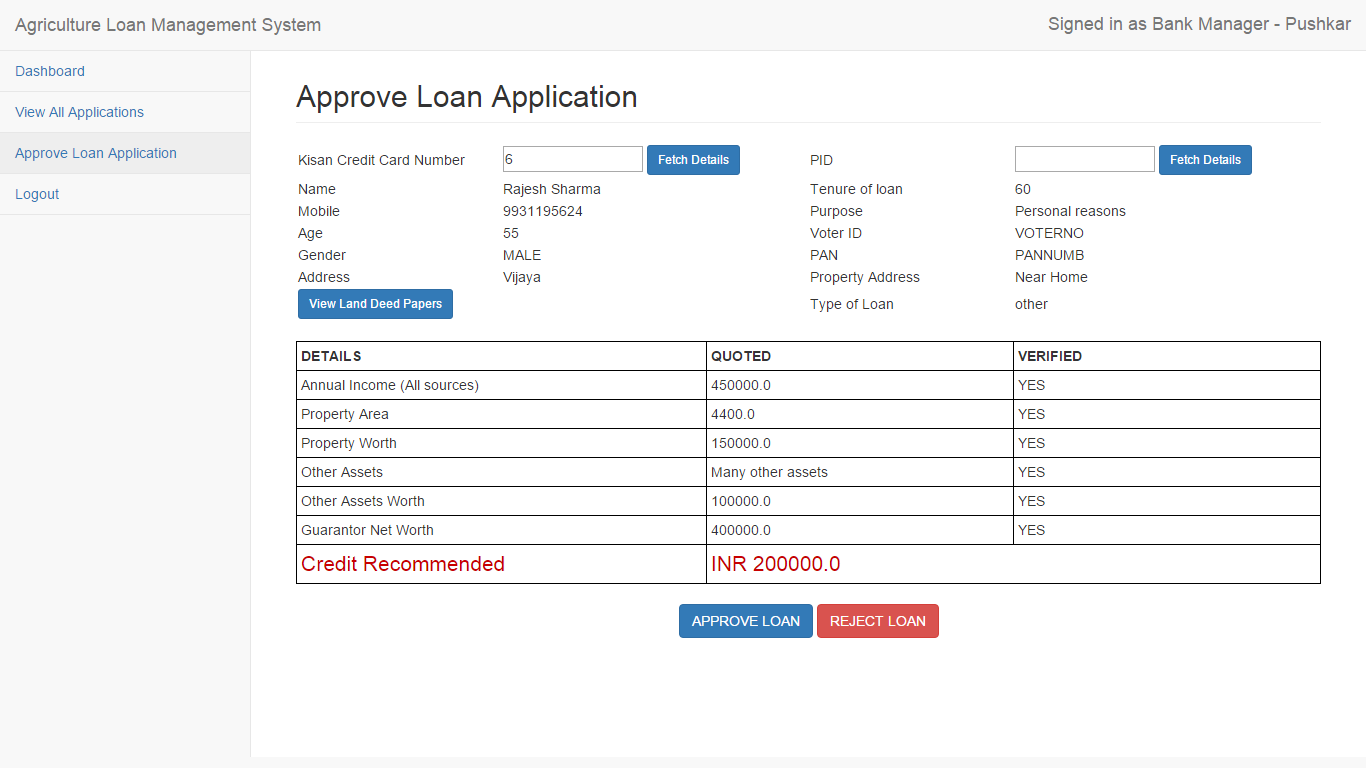 Agriculture Loan Management System
Signed in as Bank Manager - Pushkar
Dashboard
View All Applications
Approve Loan Application
Logout
Approve Loan Application
Kisan Credit Card Number 6 Fetch Details PID Fetch Details
Name Rajesh Sharma Tenure of loan 60
Mobile 9931195624 Purpose Personal reasons
Age 55 Voter ID VOTERNO
Gender MALE PAN PANNUMB
Address Vijaya Property Address Near Home
View Land Deed Papers Type of Loan other
DETAILS QUOTED VERIFIED
Annual Income (All sources) 450000.0 YES
Property Area 4400.0 YES
Property Worth 150000.0 YES
Other Assets Many other assets YES
Other Assets Worth 100000.0 YES
Guarantor Net Worth 400000.0 YES
Credit Recommended INR 200000.0
APPROVE LOAN REJECT LOAN